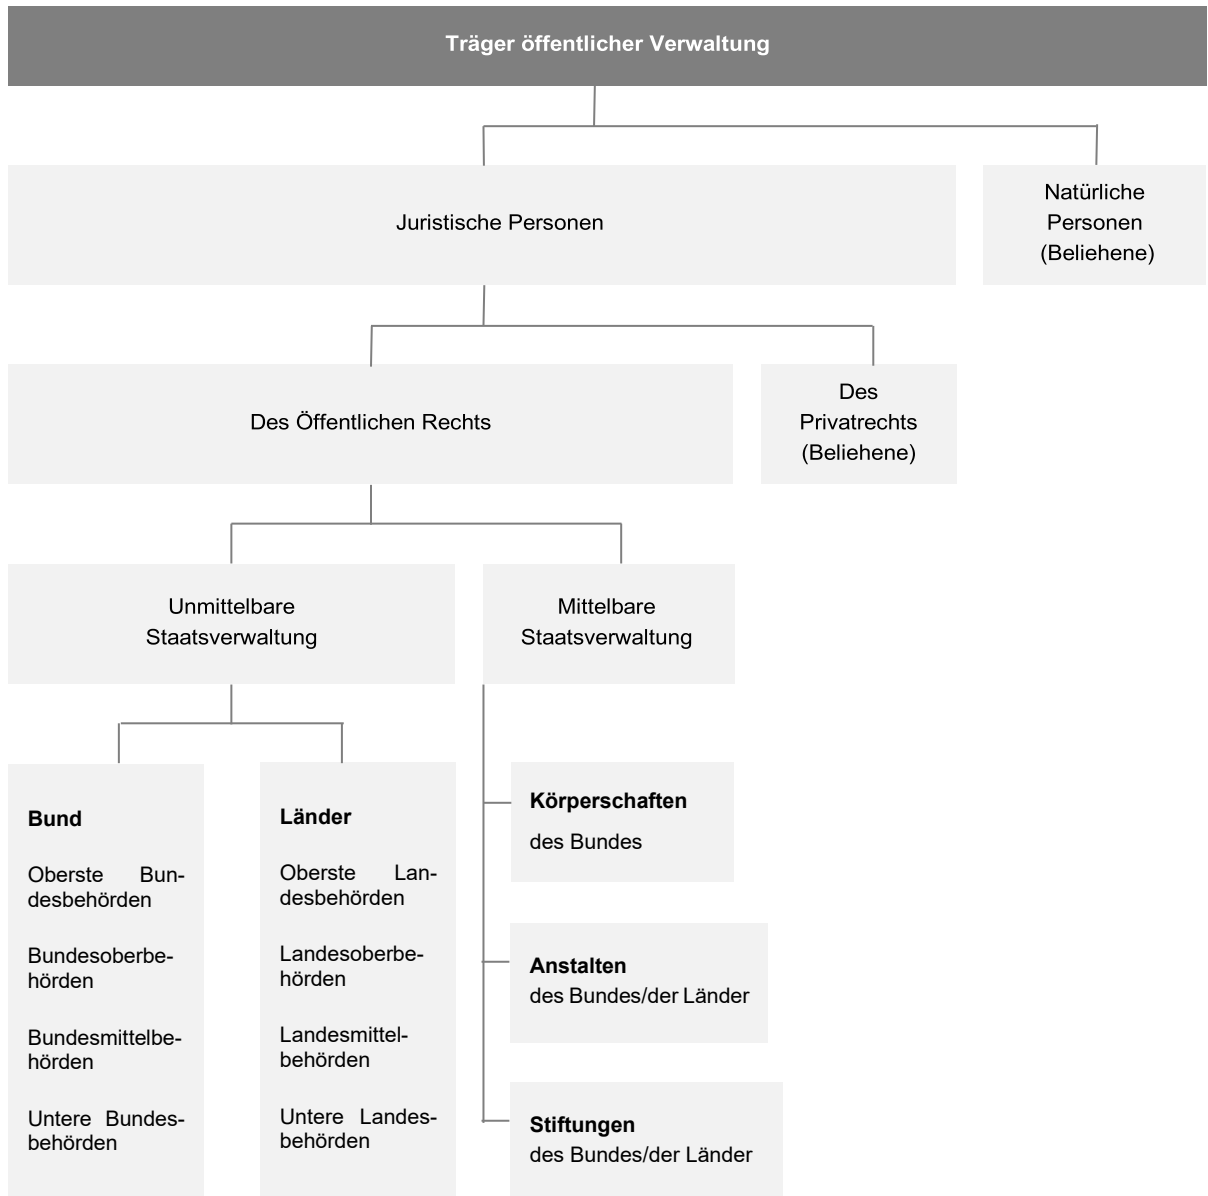 Träger öffentlicher Verwaltung
Juristische Personen
Natürliche
Personen
(Beliehene)
Des Öffentlichen Rechts
Des
Privatrechts
(Beliehene)
Unmittelbare
Staatsverwaltung
Mittelbare
Staatsverwaltung
Bund
Oberste Bun-
desbehörden
Bundesoberbe-
hörden
Bundesmittelbe-
hörden
Untere Bundes-
behörden
Länder
Oberste Lan-
desbehörden
Landesoberbe-
hörden
Landesmittel-
behörden
Untere Landes-
behörden
Körperschaften
des Bundes
Anstalten
des Bundes/der Länder
Stiftungen
des Bundes/der Länder